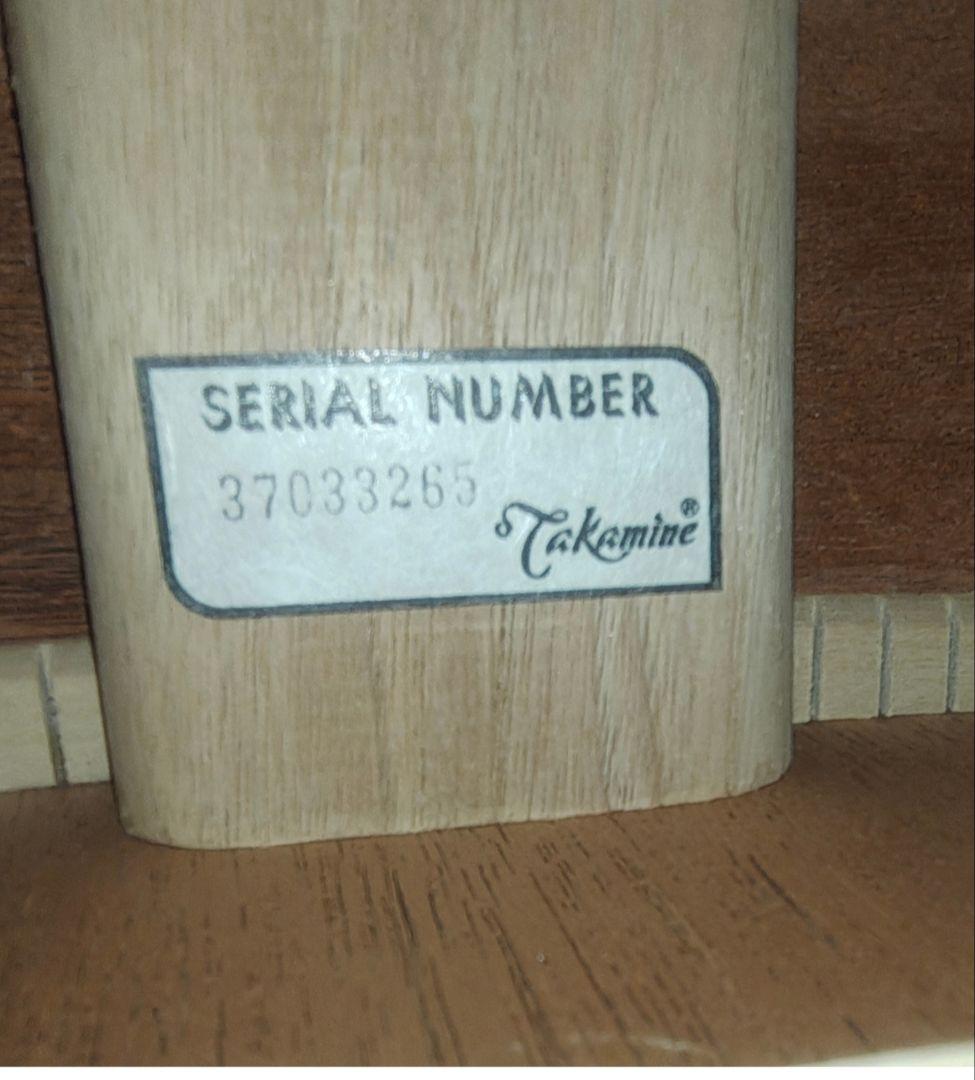 SERIAL NUMBER
37033265
Takamine®